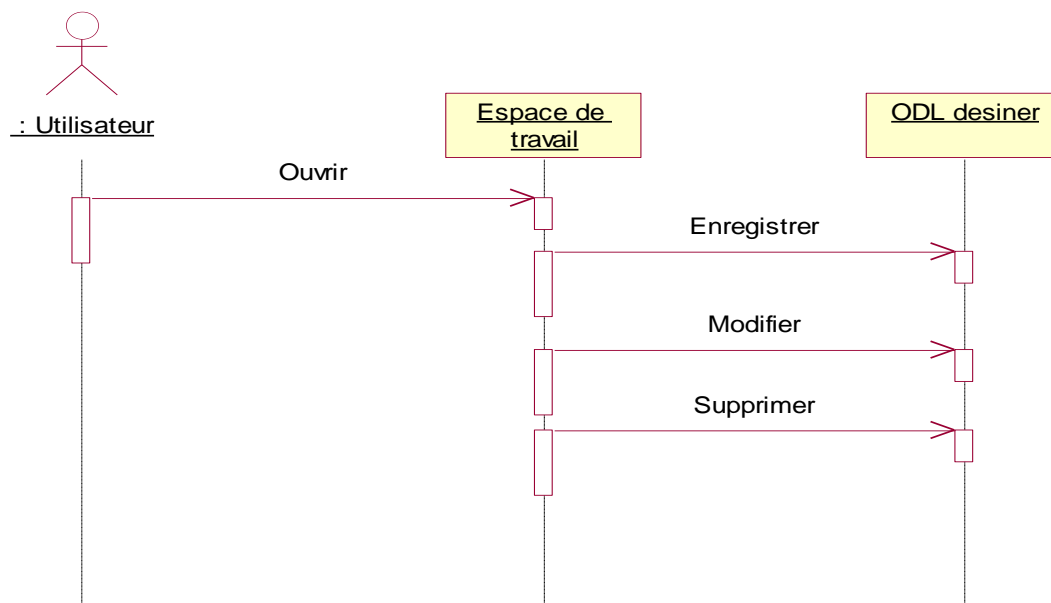 : Utilisateur
Espace de
travail
ODL desiner
Ouvrir
Enregistrer
Modifier
Supprimer